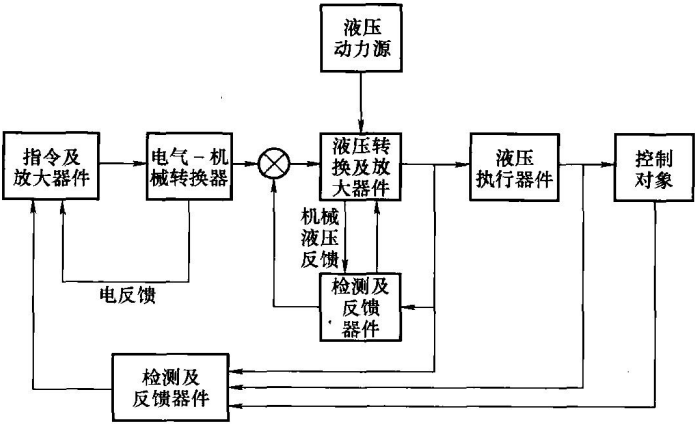 液压
动力源
指令及
放大器件
电气－机
械转换器
液压转
换及放
大器件
液压
执行器件
控制
对象
机械
液压
反馈
电反馈
检测及
反馈
器件
检测及
反馈器件